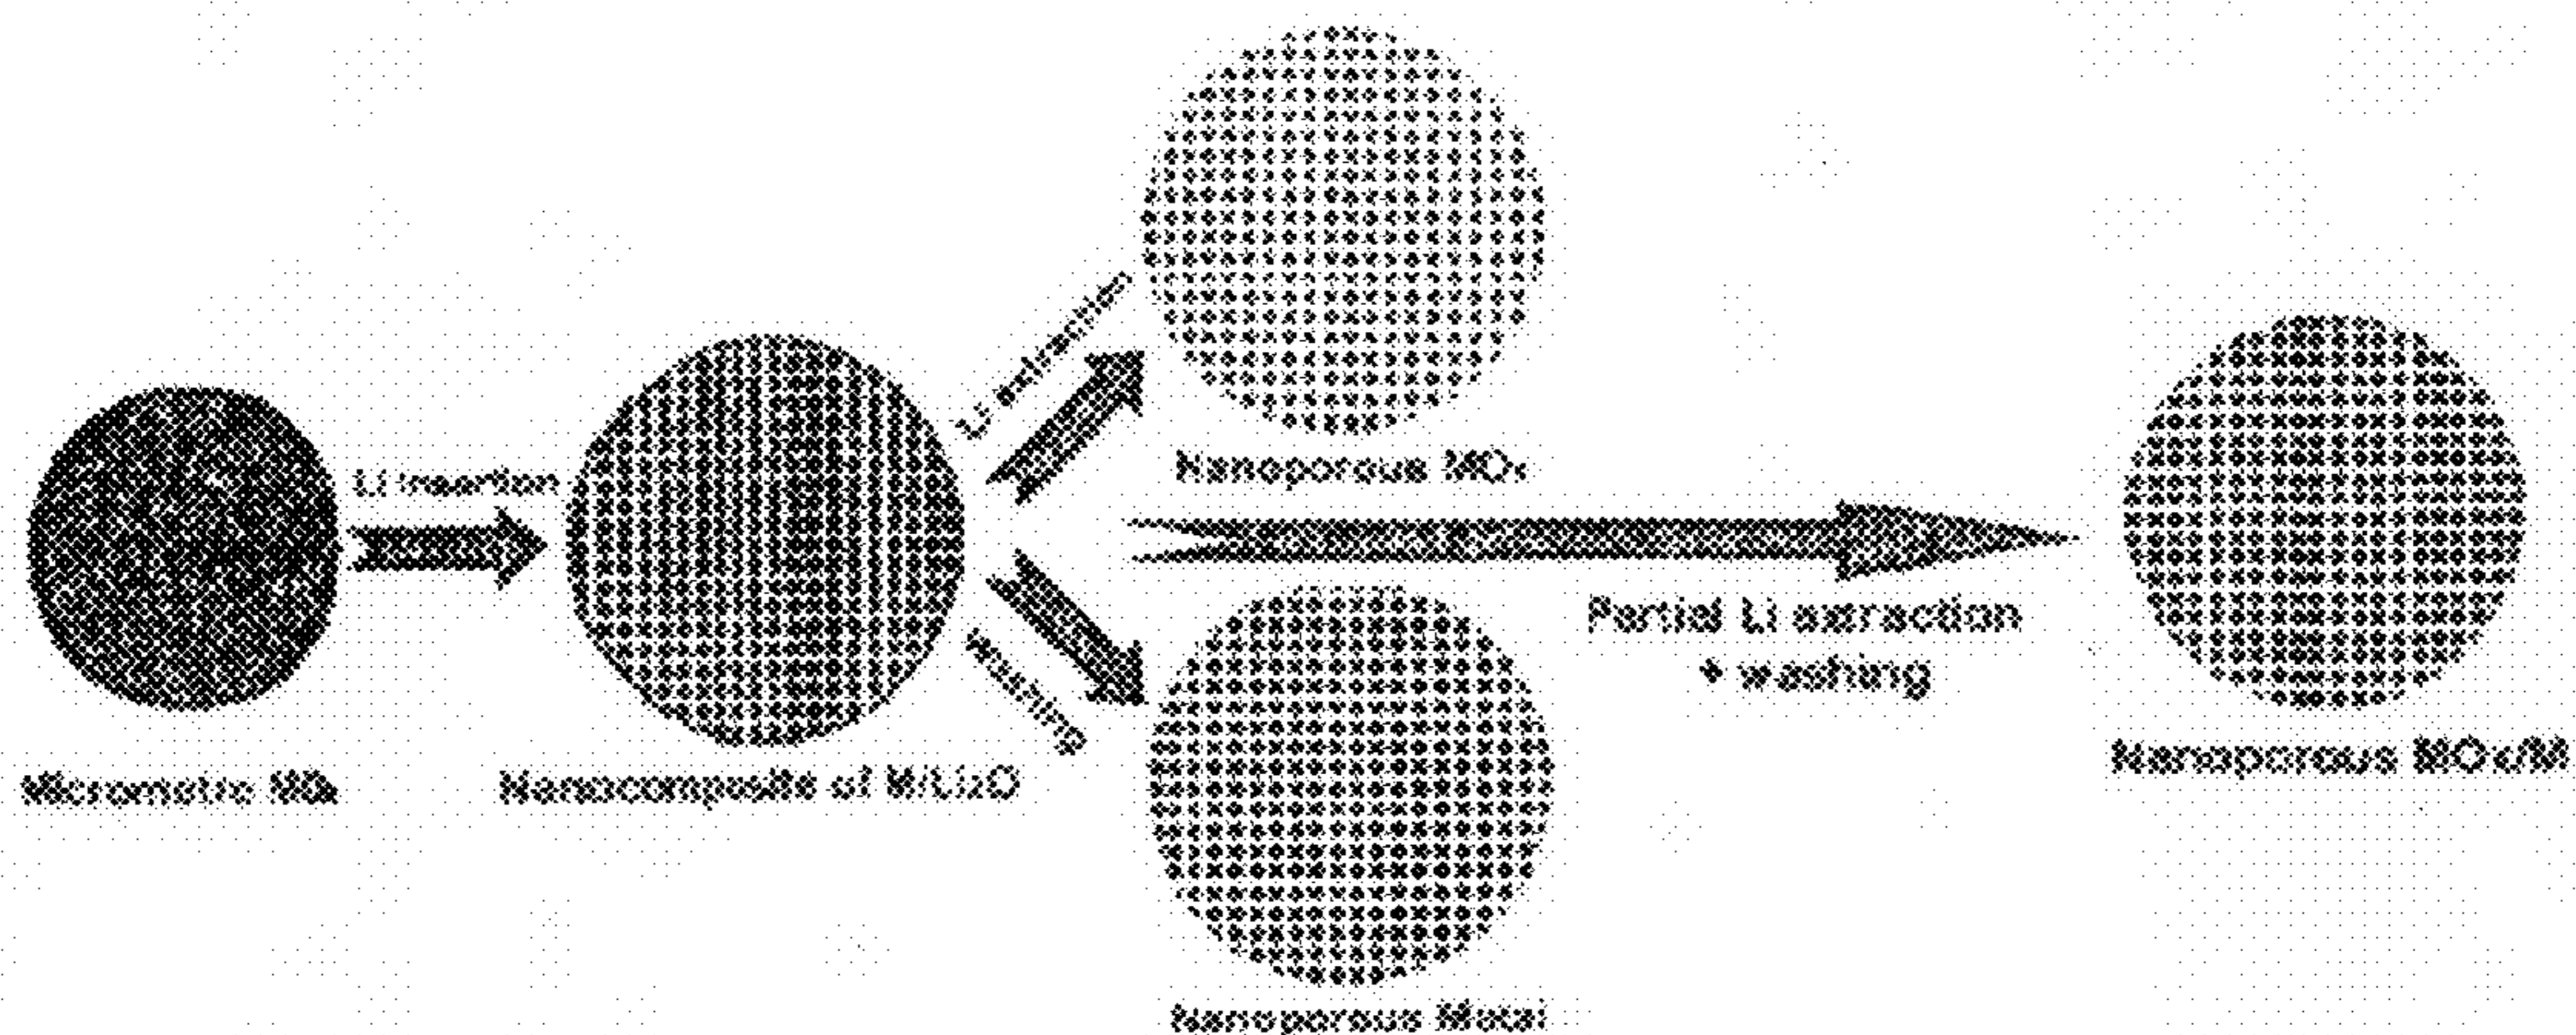 Li insertion
Li extraction
Washing
Nanoporous MOx
Partial Li extraction
+ washing
Micrometric MOx
Nanocomposite of M/Li2O
Nanoporous MOx/M
Nanoporous Metal